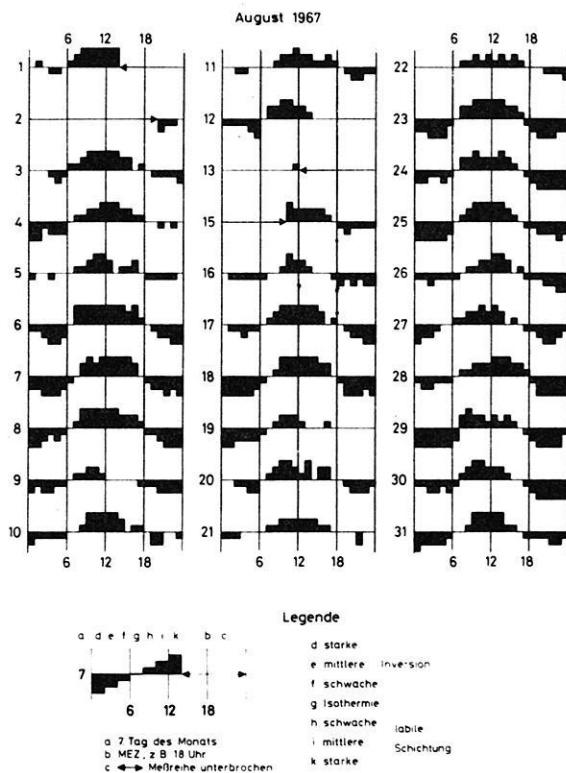 August 1967
6 18 6 18 6 18
12 12 12
1 11 22
2 12 23
3 13 24
4 15 25
5 16 26
6 17 27
7 18 28
8 19 29
9 20 30
10 21 31
6 18 6 18 6 18
12 12 12
Legende
a d e f g h i k b c
7
6 12 18
a 7 Tag des Monats
b MEZ, z B 18 Uhr
c ◄─► Meßreihe unterbrochen
d starke
e mittlere Inversion
f schwache
g Isothermie
h schwache
i mittlere labile Schichtung
k starke